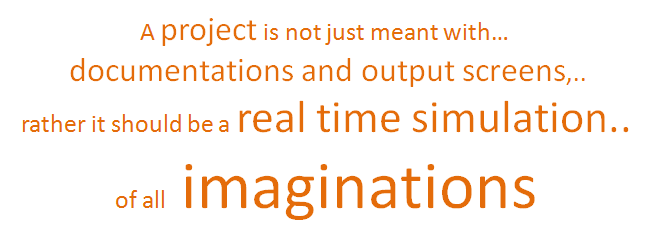 A project is not just meant with...
documentations and output screens,..
rather it should be a real time simulation..
of all imaginations